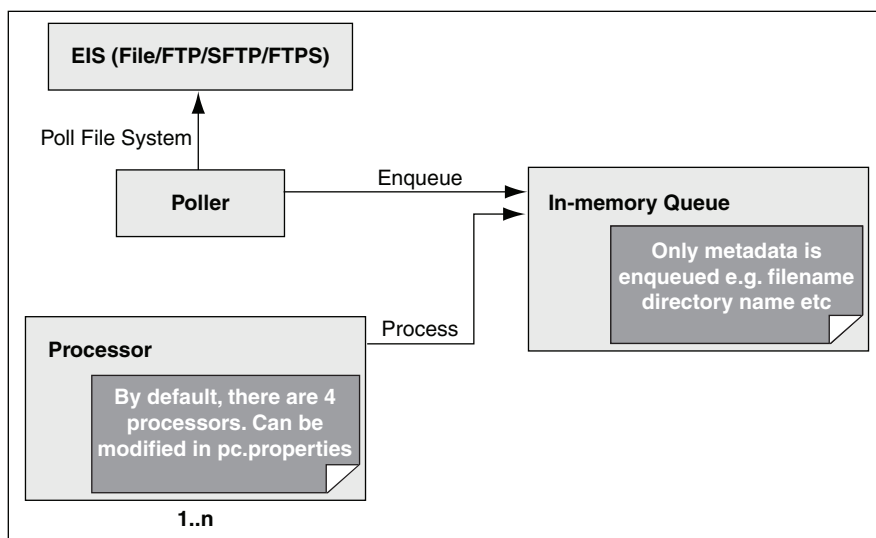 EIS (File/FTP/SFTP/FTPS)
Poll File System
Poller
Enqueue
In-memory Queue
Only metadata is
enqueued e.g. filename
directory name etc
Process
Processor
By default, there are 4
processors. Can be
modified in pc.properties
1..n